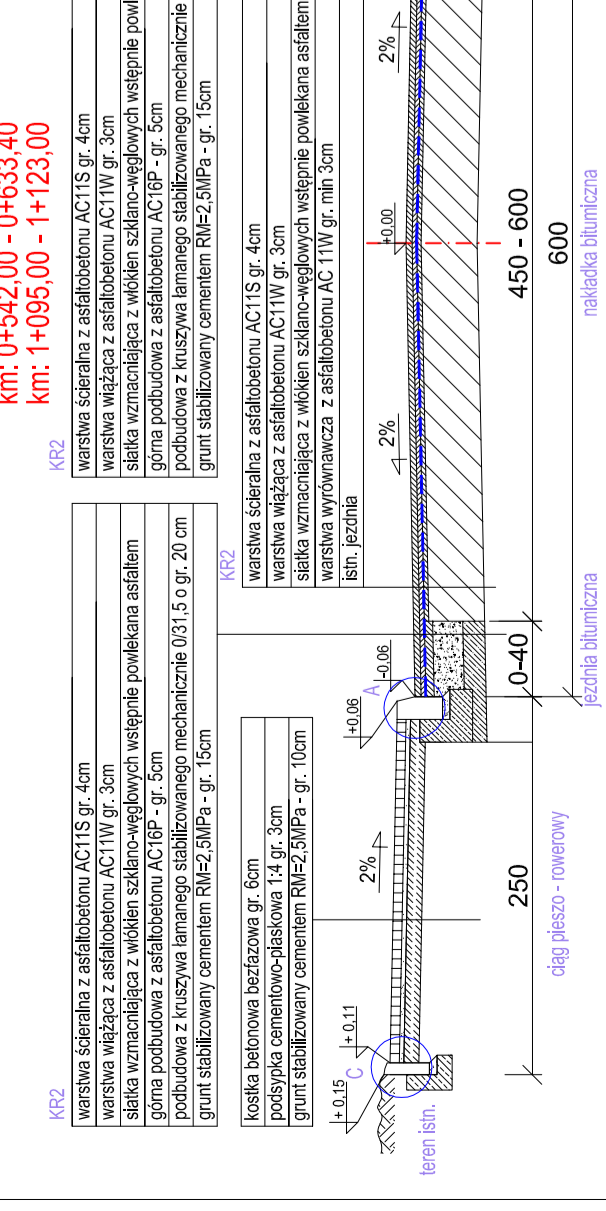 km: 0+542,00 - 0+633,40
km: 1+095,00 - 1+123,00
KR2
warstwa ścieralna z asfaltobetonu AC11S gr. 4cm
warstwa wiążąca z asfaltobetonu AC11W gr. 3cm
siatka wzmacniająca z włókien szklano-węglowych wstępnie powlekana asfaltem
górna podbudowa z asfaltobetonu AC16P - gr. 5cm
podbudowa z kruszywa łamanego stabilizowanego mechanicznie 0/31,5 o gr. 20 cm
grunt stabilizowany cementem RM=2,5MPa - gr. 15cm
KR2
warstwa ścieralna z asfaltobetonu AC11S gr. 4cm
warstwa wiążąca z asfaltobetonu AC11W gr. 3cm
siatka wzmacniająca z włókien szklano-węglowych wstępnie
górna podbudowa z asfaltobetonu AC16P - gr. 5cm
podbudowa z kruszywa łamanego stabilizowanego mechanicznie
grunt stabilizowany cementem RM=2,5MPa - gr. 15cm
kostka betonowa bezfazowa gr. 6cm
podsypka cementowo-piaskowa 1:4 gr. 3cm
grunt stabilizowany cementem RM=2,5MPa - gr. 10cm
KR2
warstwa ścieralna z asfaltobetonu AC11S gr. 4cm
warstwa wiążąca z asfaltobetonu AC11W gr. 3cm
siatka wzmacniająca z włókien szklano-węglowych wstępnie powlekana asfaltem
warstwa wyrównawcza z asfaltobetonu AC 11W gr. min 3cm
istn. jezdnia
+ 0,15
C
+ 0,11
2%
+0,06
A
-0,06
2%
+0,00
2%
teren istn.
250
0-40
450 - 600
600
ciąg pieszo - rowerowy
jezdnia bitumiczna
nakładka bitumiczna